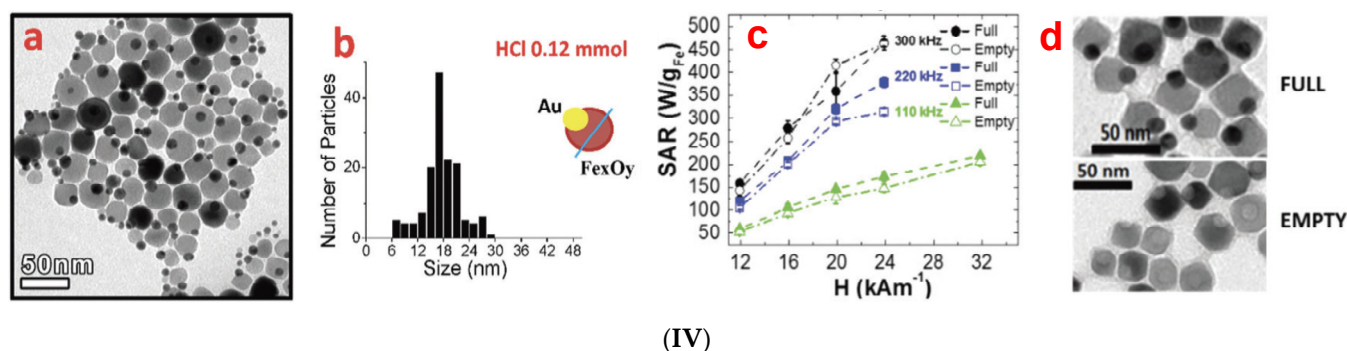 a
50nm
b
HCl 0.12 mmol
Number of Particles
40
20
0
0 6 12 18 24 30 36 42 48
Size (nm)
Au
FexOy
c
SAR (W/gFe)
500
450
400
350
300
250
200
150
100
50
12 16 20 24 28 32
H (kAm⁻¹)
300 kHz
Full
Empty
220 kHz
Full
Empty
110 kHz
Full
Empty
d
50 nm
FULL
50 nm
EMPTY
(IV)